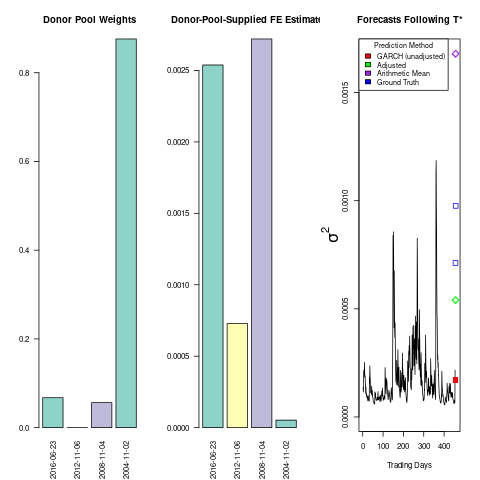 Donor Pool Weights
0.0
0.2
0.4
0.6
0.8
2016-06-23
2012-11-06
2008-11-04
2004-11-02
Donor-Pool-Supplied FE Estimat
0.0000
0.0005
0.0010
0.0015
0.0020
0.0025
2016-06-23
2012-11-06
2008-11-04
2004-11-02
Forecasts Following T*
Prediction Method
GARCH (unadjusted)
Adjusted
Arithmetic Mean
Ground Truth
σ²
0.0000
0.0005
0.0010
0.0015
0 100 200 300 400
Trading Days